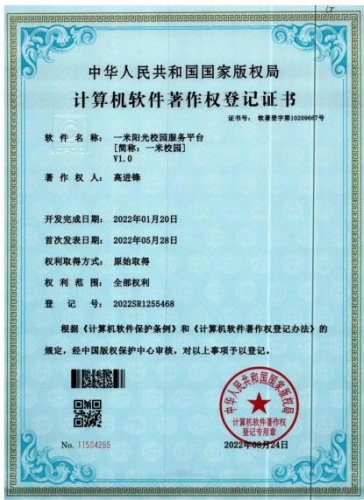 中华人民共和国国家版权局
计算机软件著作权登记证书
证书号: 软著登字第10209667号
软件名称: 一米阳光校园服务平台
[简称:一米校园]
V1.0
著作权人: 高进锋
开发完成日期: 2022年01月20日
首次发表日期: 2022年05月28日
权利取得方式: 原始取得
权利范围: 全部权利
登记号: 2022SR1255468
根据《计算机软件保护条例》和《计算机软件著作权登记办法》的
规定,经中国版权保护中心审核,对以上事项予以登记。
中华人民共和国国家版权局
计算机软件著作权
登记专用章
No. 11504265
2022年08月24日